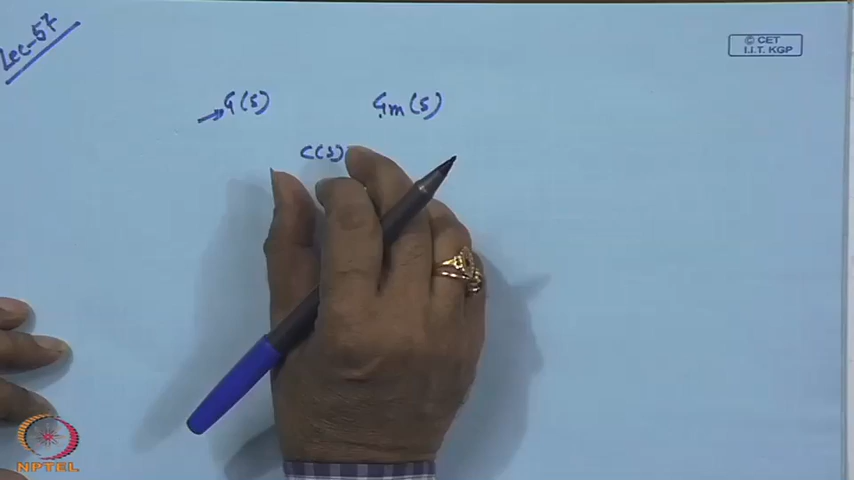 Lec-57
© CET
I.I.T. KGP
G(s) Gm(s)
C(s)
NPTEL